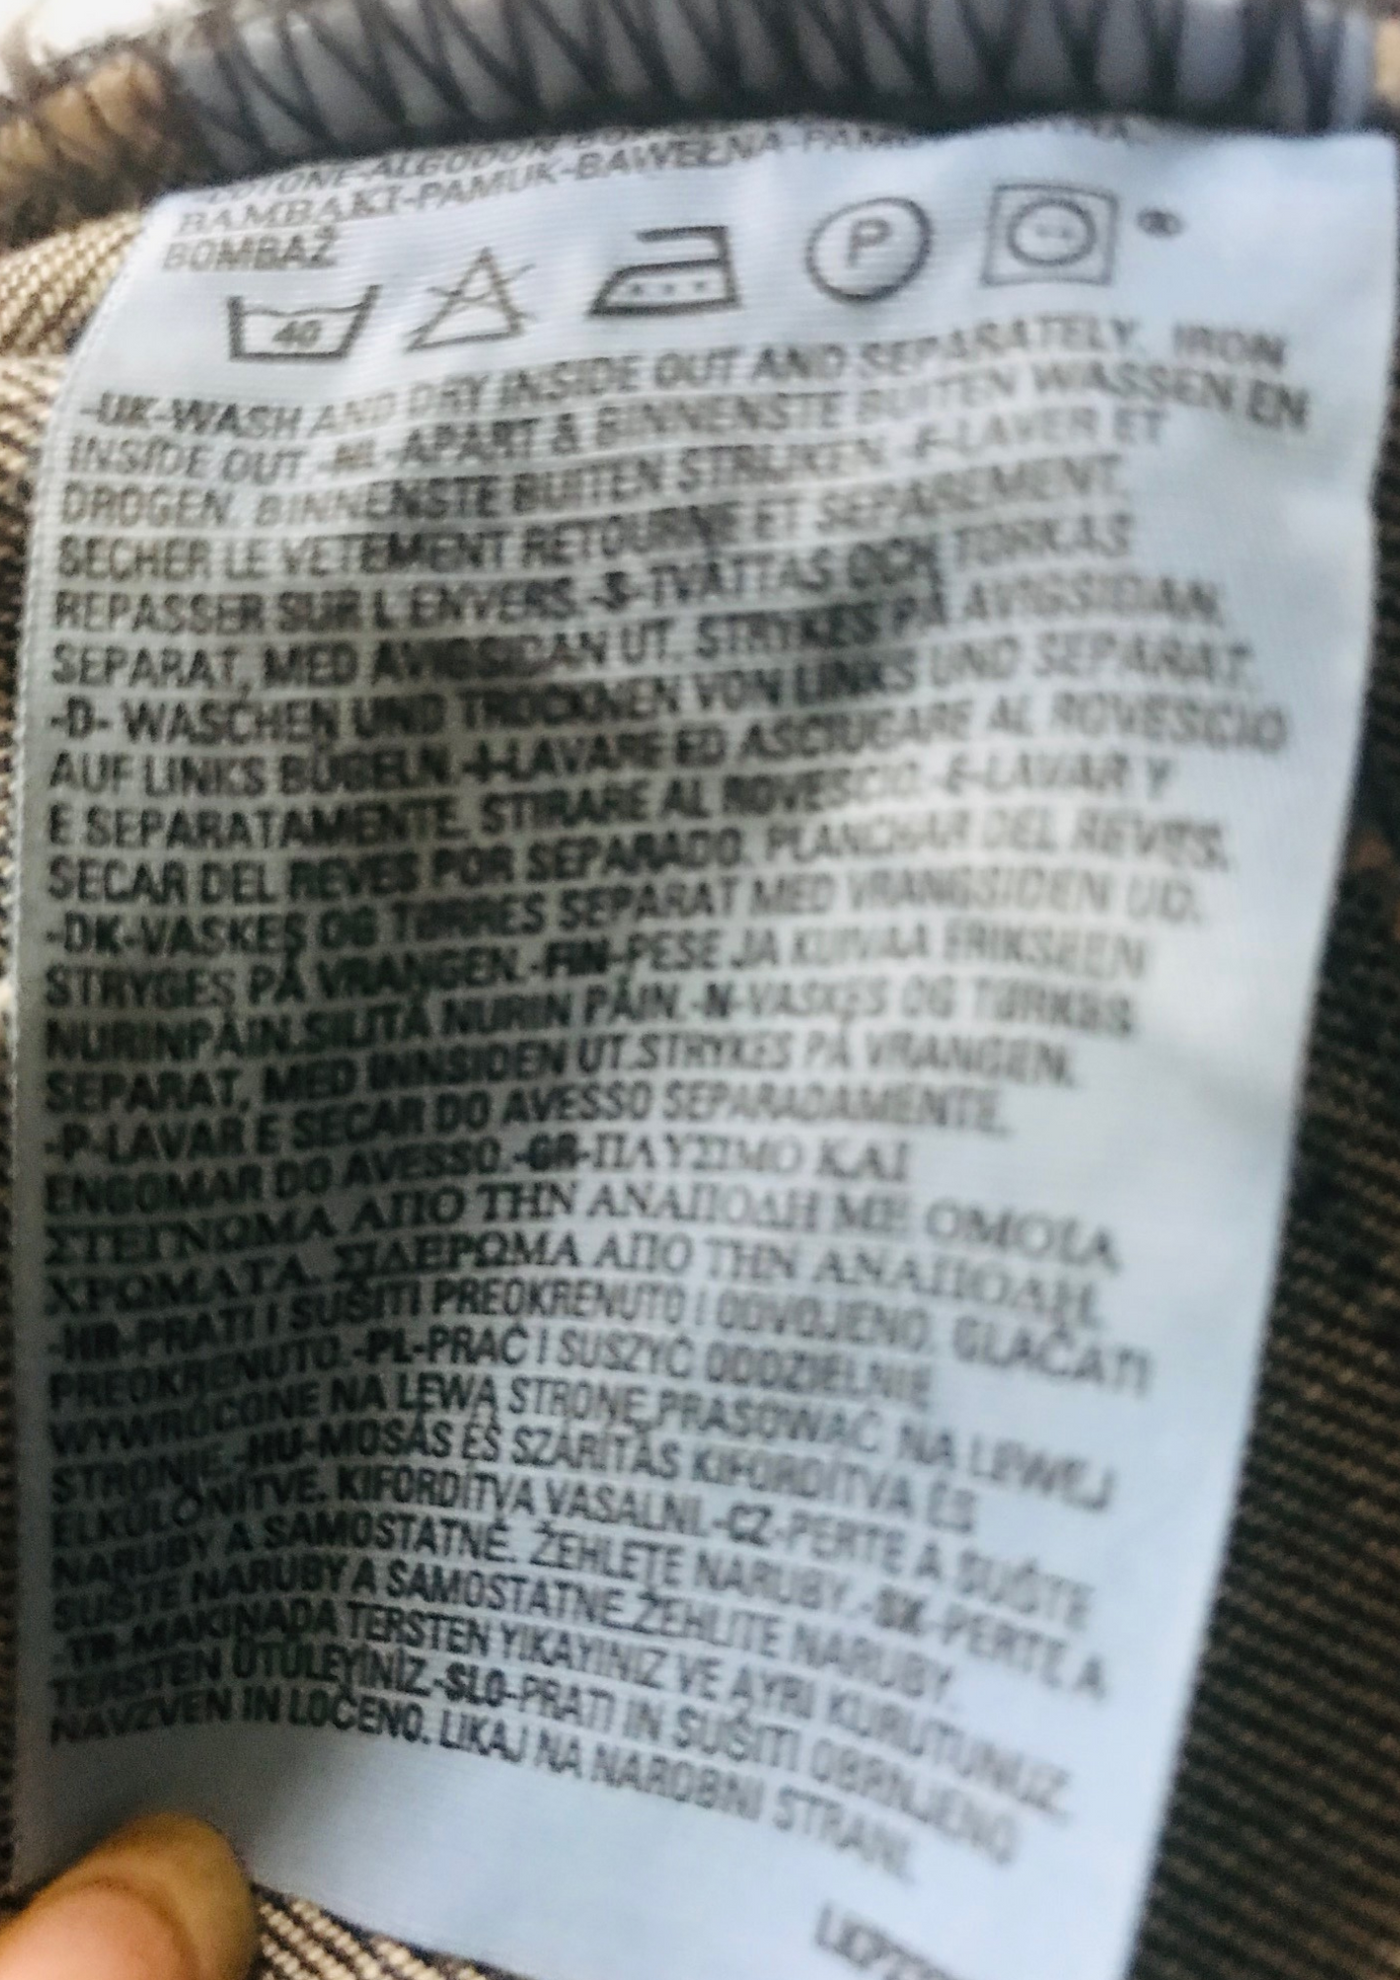 COTONE-ALGODON-
BAMBAKI-PAMUK-BAWEŁNA-
BOMBAŽ
40
P
-UK-WASH AND DRY INSIDE OUT AND SEPARATELY. IRON
INSIDE OUT.-NL-APART & BINNENSTE BUITEN WASSEN EN
DROGEN. BINNENSTE BUITEN STRIJKEN. -F-LAVER ET
SECHER LE VETEMENT RETOURNE ET SEPAREMENT.
REPASSER SUR L'ENVERS.-S-TVÄTTAS OCH TORKAS
SEPARAT, MED AVIGSIDAN UT. STRYKES PÅ AVIGSIDAN.
-D- WASCHEN UND TROCKNEN VON LINKS UND SEPARAT.
AUF LINKS BÜGELN.-I-LAVARE ED ASCIUGARE AL ROVESCIO
E SEPARATAMENTE. STIRARE AL ROVESCIO. -E-LAVAR Y
SECAR DEL REVES POR SEPARADO. PLANCHAR DEL REVES.
-DK-VASKES OG TØRRES SEPARAT MED VRANGSIDEN UD.
STRYGES PÅ VRANGEN.-FIN-PESE JA KUIVAA ERIKSEEN
NURINPÄIN.SILITÄ NURIN PÄIN.-N-VASKES OG TØRKES
SEPARAT, MED INNSIDEN UT.STRYKES PÅ VRANGEN.
-P-LAVAR E SECAR DO AVESSO SEPARADAMENTE.
ENGOMAR DO AVESSO.-GR-ΠΛΥΣΙΜΟ ΚΑΙ
ΣΤΕΓΝΩΜΑ ΑΠΟ ΤΗΝ ΑΝΑΠΟΔΗ ΜΕ ΟΜΟΙΑ
ΧΡΩΜΑΤΑ. ΣΙΔΕΡΩΜΑ ΑΠΟ ΤΗΝ ΑΝΑΠΟΔΗ.
-HR-PRATI I SUŠITI PREOKRENUTO I ODVOJENO. GLAČATI
PREOKRENUTO.-PL-PRAĆ I SUSZYĆ ODDZIELNIE
WYWRÓCONE NA LEWĄ STRONĘ.PRASOWAĆ NA LEWEJ
STRONIE.-HU-MOSÁS ÉS SZÁRÍTÁS KIFORDÍTVA ÉS
ELKÜLÖNÍTVE. KIFORDÍTVA VASALNI.-CZ-PERTE A SUŠTE
NARUBY A SAMOSTATNĚ. ŽEHLETE NARUBY.-SK-PERTE A
SUŠTE NARUBY A SAMOSTATNE.ŽEHLITE NARUBY.
-TR-MAKİNADA TERSTEN YIKAYINIZ VE AYRI KURUTUNUZ.
TERSTEN ÜTÜLEYİNİZ.-SLO-PRATI IN SUŠITI OBRNJENO
NAVZVEN IN LOČENO. LIKAJ NA NAROBNI STRANI.